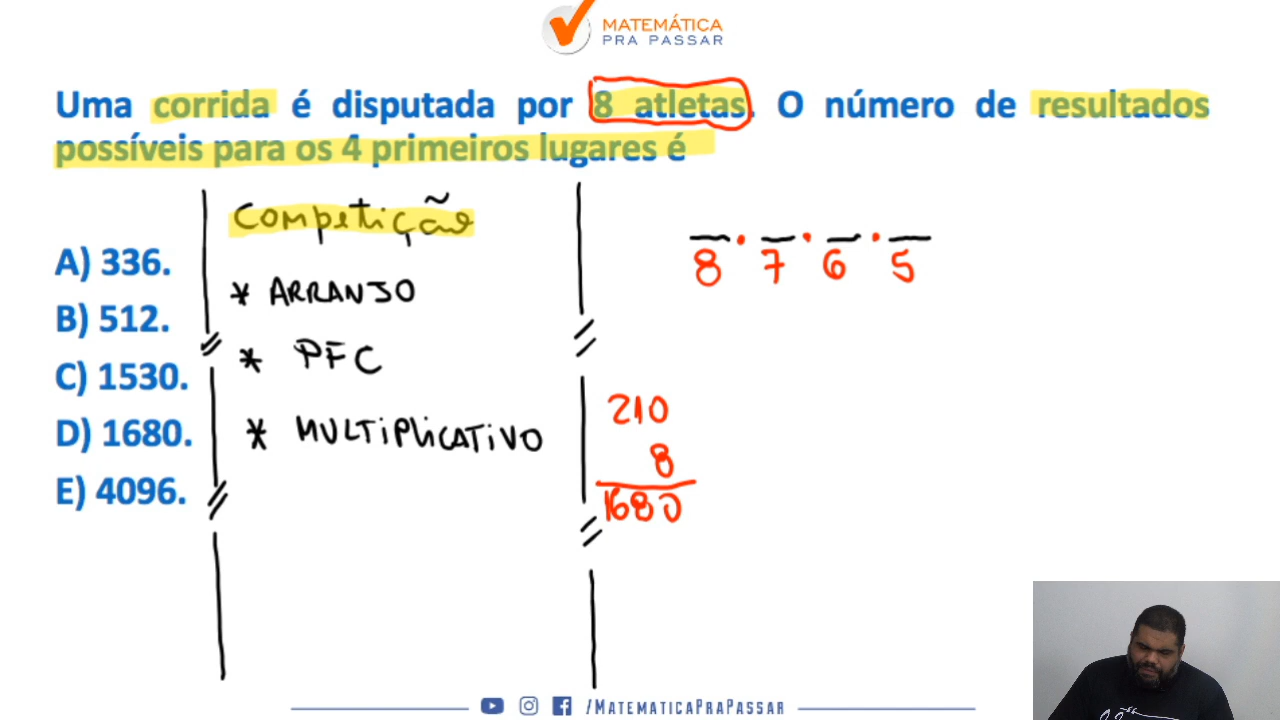 MATEMÁTICA
PRA PASSAR
Uma corrida é disputada por 8 atletas. O número de resultados
possíveis para os 4 primeiros lugares é
Competição
A) 336.
* ARRANJO
B) 512.
* PFC
C) 1530.
D) 1680.
* MULTIPLICATIVO
E) 4096.
8 . 7 . 6 . 5
210
8
1680
/MATEMATICAPRAPASSAR